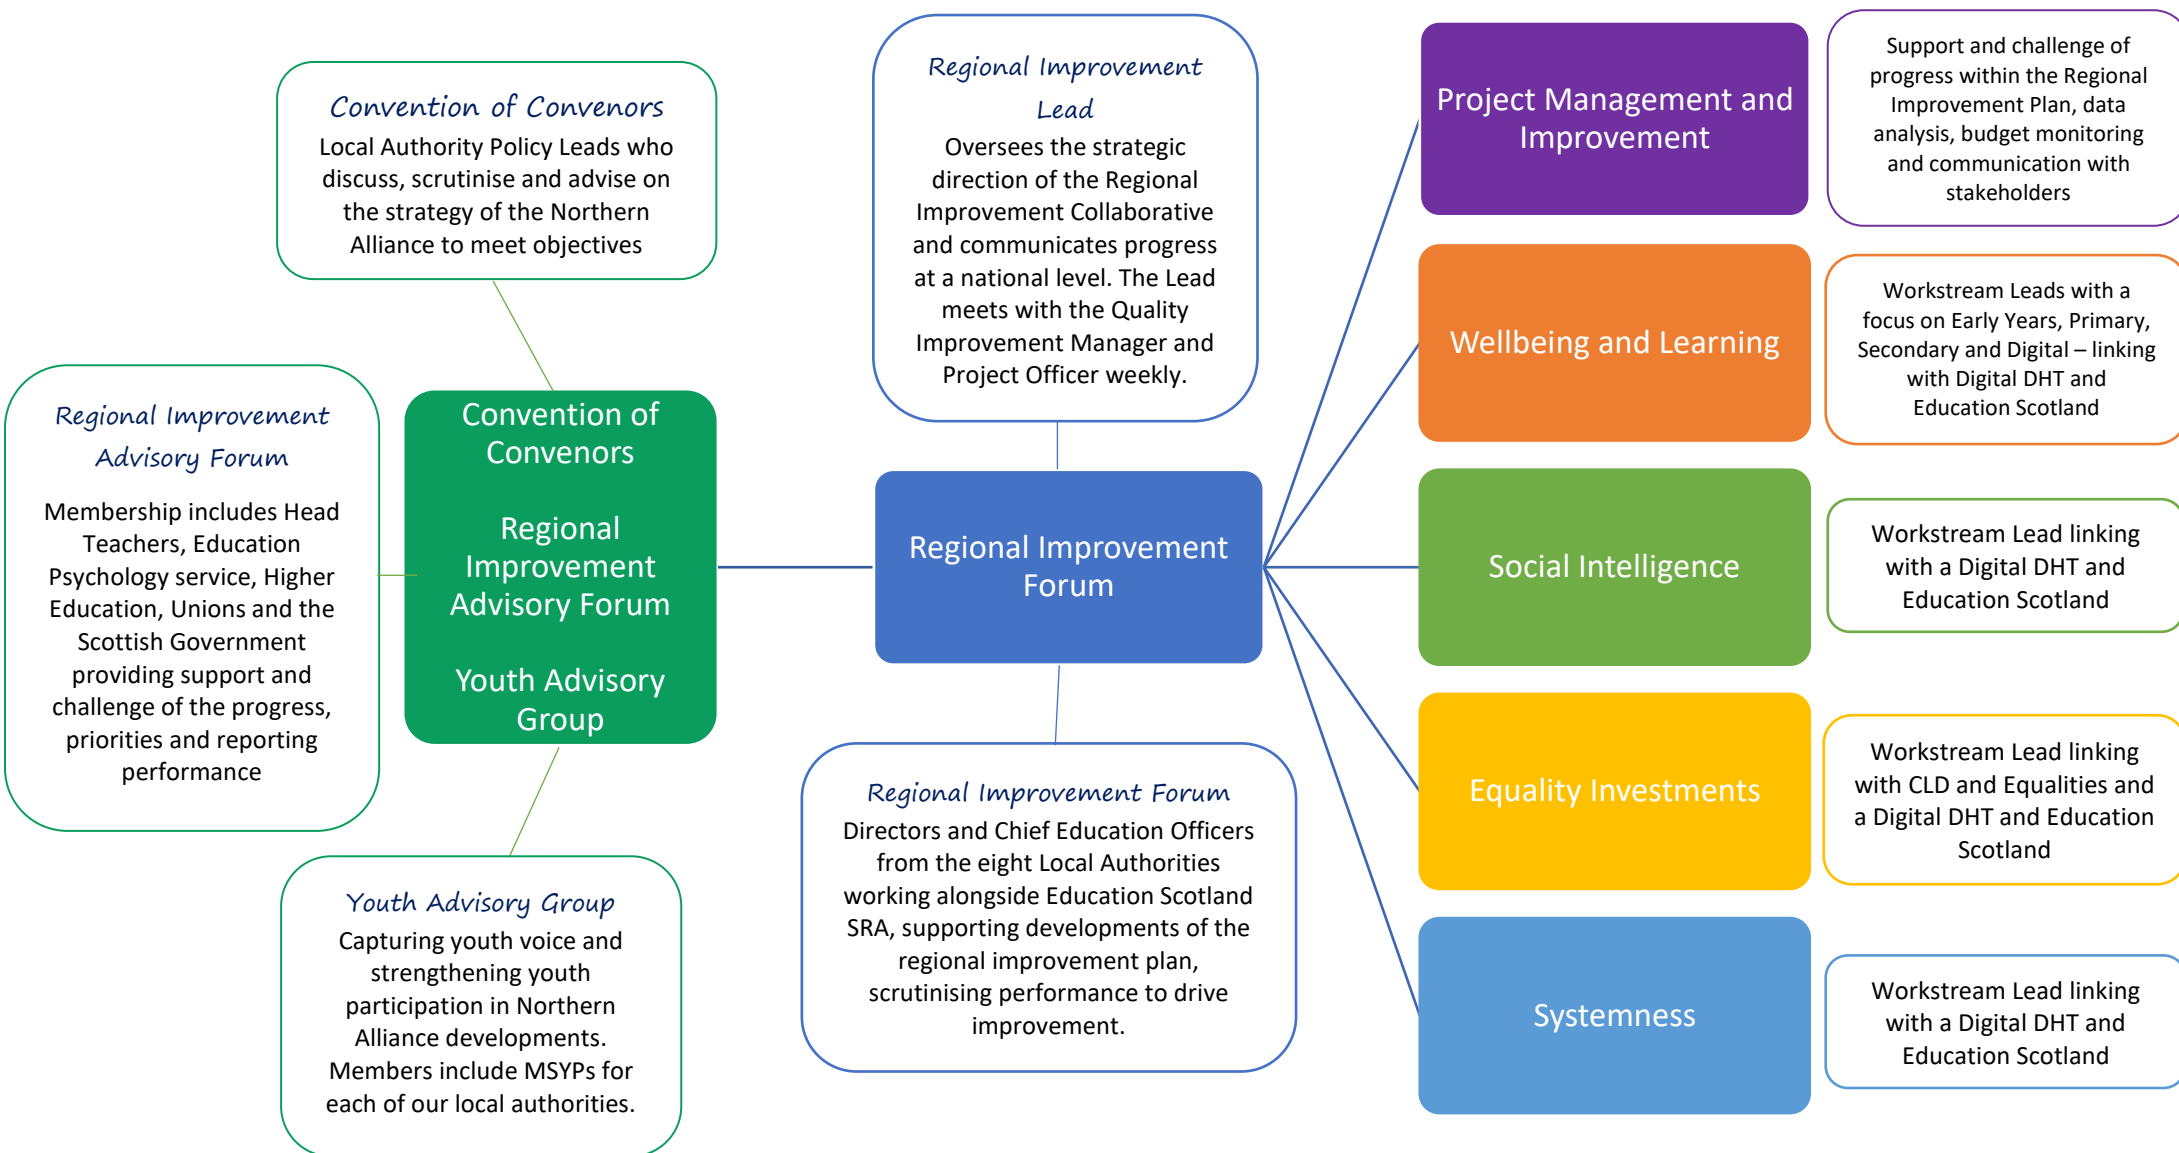 Convention of Convenors
Local Authority Policy Leads who
discuss, scrutinise and advise on
the strategy of the Northern
Alliance to meet objectives
Regional Improvement
Advisory Forum
Membership includes Head
Teachers, Education
Psychology service, Higher
Education, Unions and the
Scottish Government
providing support and
challenge of the progress,
priorities and reporting
performance
Convention of
Convenors
Regional
Improvement
Advisory Forum
Youth Advisory
Group
Youth Advisory Group
Capturing youth voice and
strengthening youth
participation in Northern
Alliance developments.
Members include MSYPs for
each of our local authorities.
Regional Improvement
Lead
Oversees the strategic
direction of the Regional
Improvement Collaborative
and communicates progress
at a national level. The Lead
meets with the Quality
Improvement Manager and
Project Officer weekly.
Regional Improvement
Forum
Regional Improvement Forum
Directors and Chief Education Officers
from the eight Local Authorities
working alongside Education Scotland
SRA, supporting developments of the
regional improvement plan,
scrutinising performance to drive
improvement.
Project Management and
Improvement
Support and challenge of
progress within the Regional
Improvement Plan, data
analysis, budget monitoring
and communication with
stakeholders
Wellbeing and Learning
Workstream Leads with a
focus on Early Years, Primary,
Secondary and Digital – linking
with Digital DHT and
Education Scotland
Social Intelligence
Workstream Lead linking
with a Digital DHT and
Education Scotland
Equality Investments
Workstream Lead linking
with CLD and Equalities and
a Digital DHT and Education
Scotland
Systemness
Workstream Lead linking
with a Digital DHT and
Education Scotland